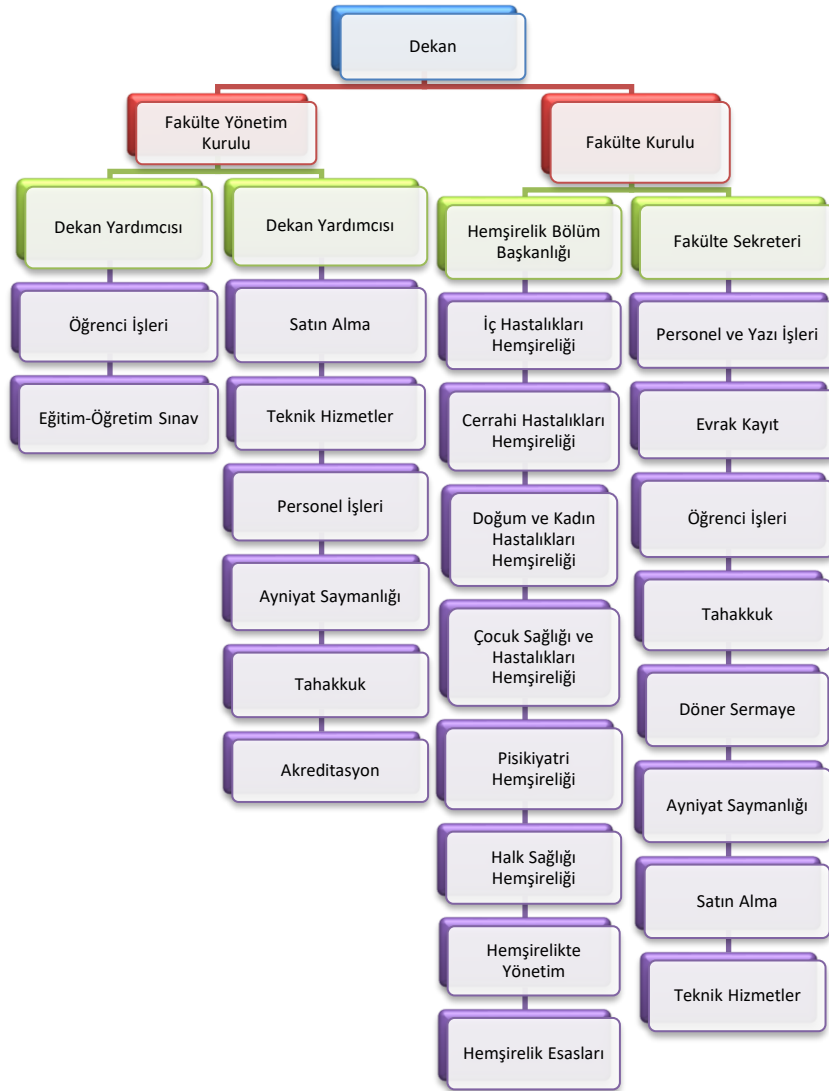 Dekan
Fakülte Yönetim
Kurulu
Fakülte Kurulu
Dekan Yardımcısı
Öğrenci İşleri
Eğitim-Öğretim Sınav
Dekan Yardımcısı
Satın Alma
Teknik Hizmetler
Personel İşleri
Ayniyat Saymanlığı
Tahakkuk
Akreditasyon
Hemşirelik Bölüm
Başkanlığı
İç Hastalıkları
Hemşireliği
Cerrahi Hastalıkları
Hemşireliği
Doğum ve Kadın
Hastalıkları
Hemşireliği
Çocuk Sağlığı ve
Hastalıkları
Hemşireliği
Pisikiyatri
Hemşireliği
Halk Sağlığı
Hemşireliği
Hemşirelikte
Yönetim
Hemşirelik Esasları
Fakülte Sekreteri
Personel ve Yazı İşleri
Evrak Kayıt
Öğrenci İşleri
Tahakkuk
Döner Sermaye
Ayniyat Saymanlığı
Satın Alma
Teknik Hizmetler